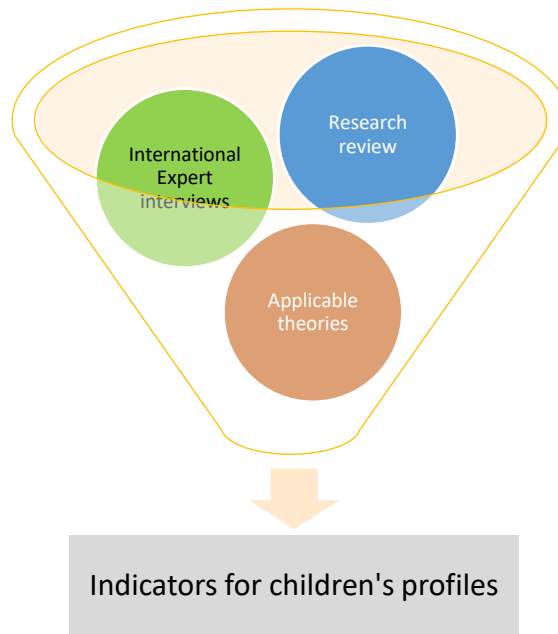 International
Expert
interviews
Research
review
Applicable
theories
Indicators for children's profiles